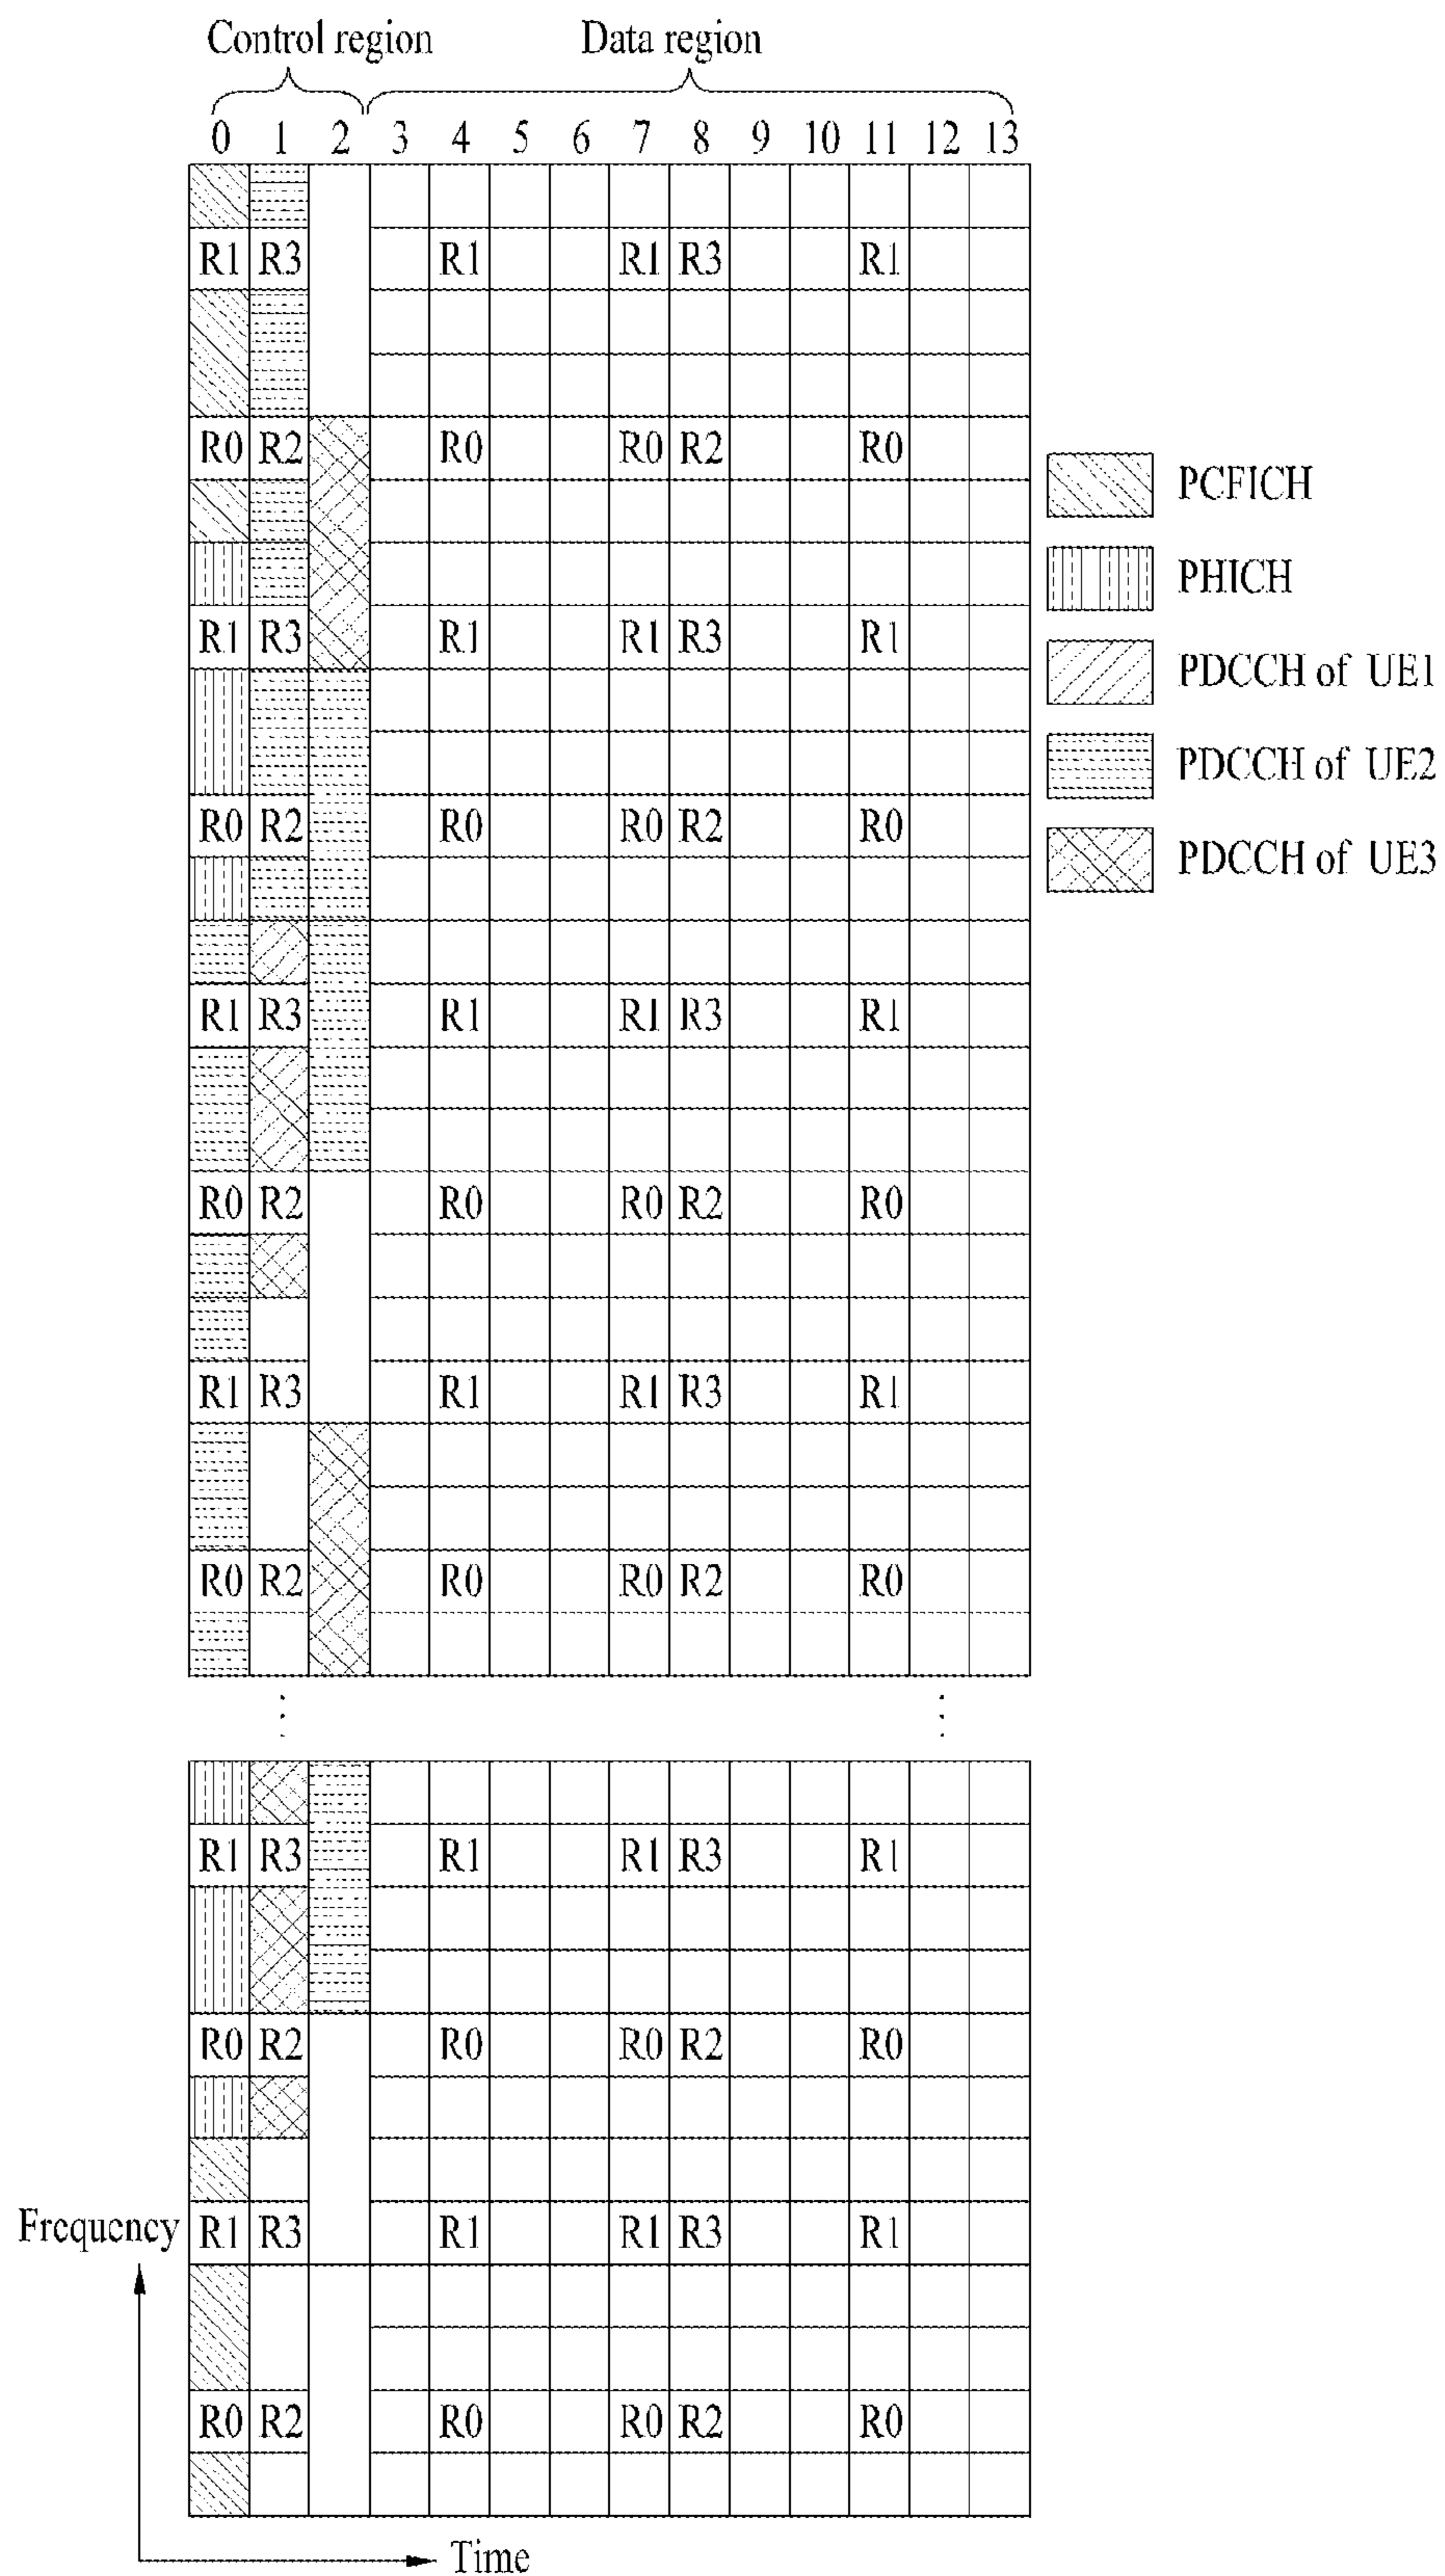 Control region Data region
0 1 2 3 4 5 6 7 8 9 10 11 12 13
R1 R3 R1 R1 R3 R1
R0 R2 R0 R0 R2 R0
PCFICH
PHICH
R1 R3 R1 R1 R3 R1
PDCCH of UE1
PDCCH of UE2
R0 R2 R0 R0 R2 R0
PDCCH of UE3
R1 R3 R1 R1 R3 R1
R0 R2 R0 R0 R2 R0
R1 R3 R1 R1 R3 R1
R0 R2 R0 R0 R2 R0
R1 R3 R1 R1 R3 R1
R0 R2 R0 R0 R2 R0
Frequency R1 R3 R1 R1 R3 R1
R0 R2 R0 R0 R2 R0
Time